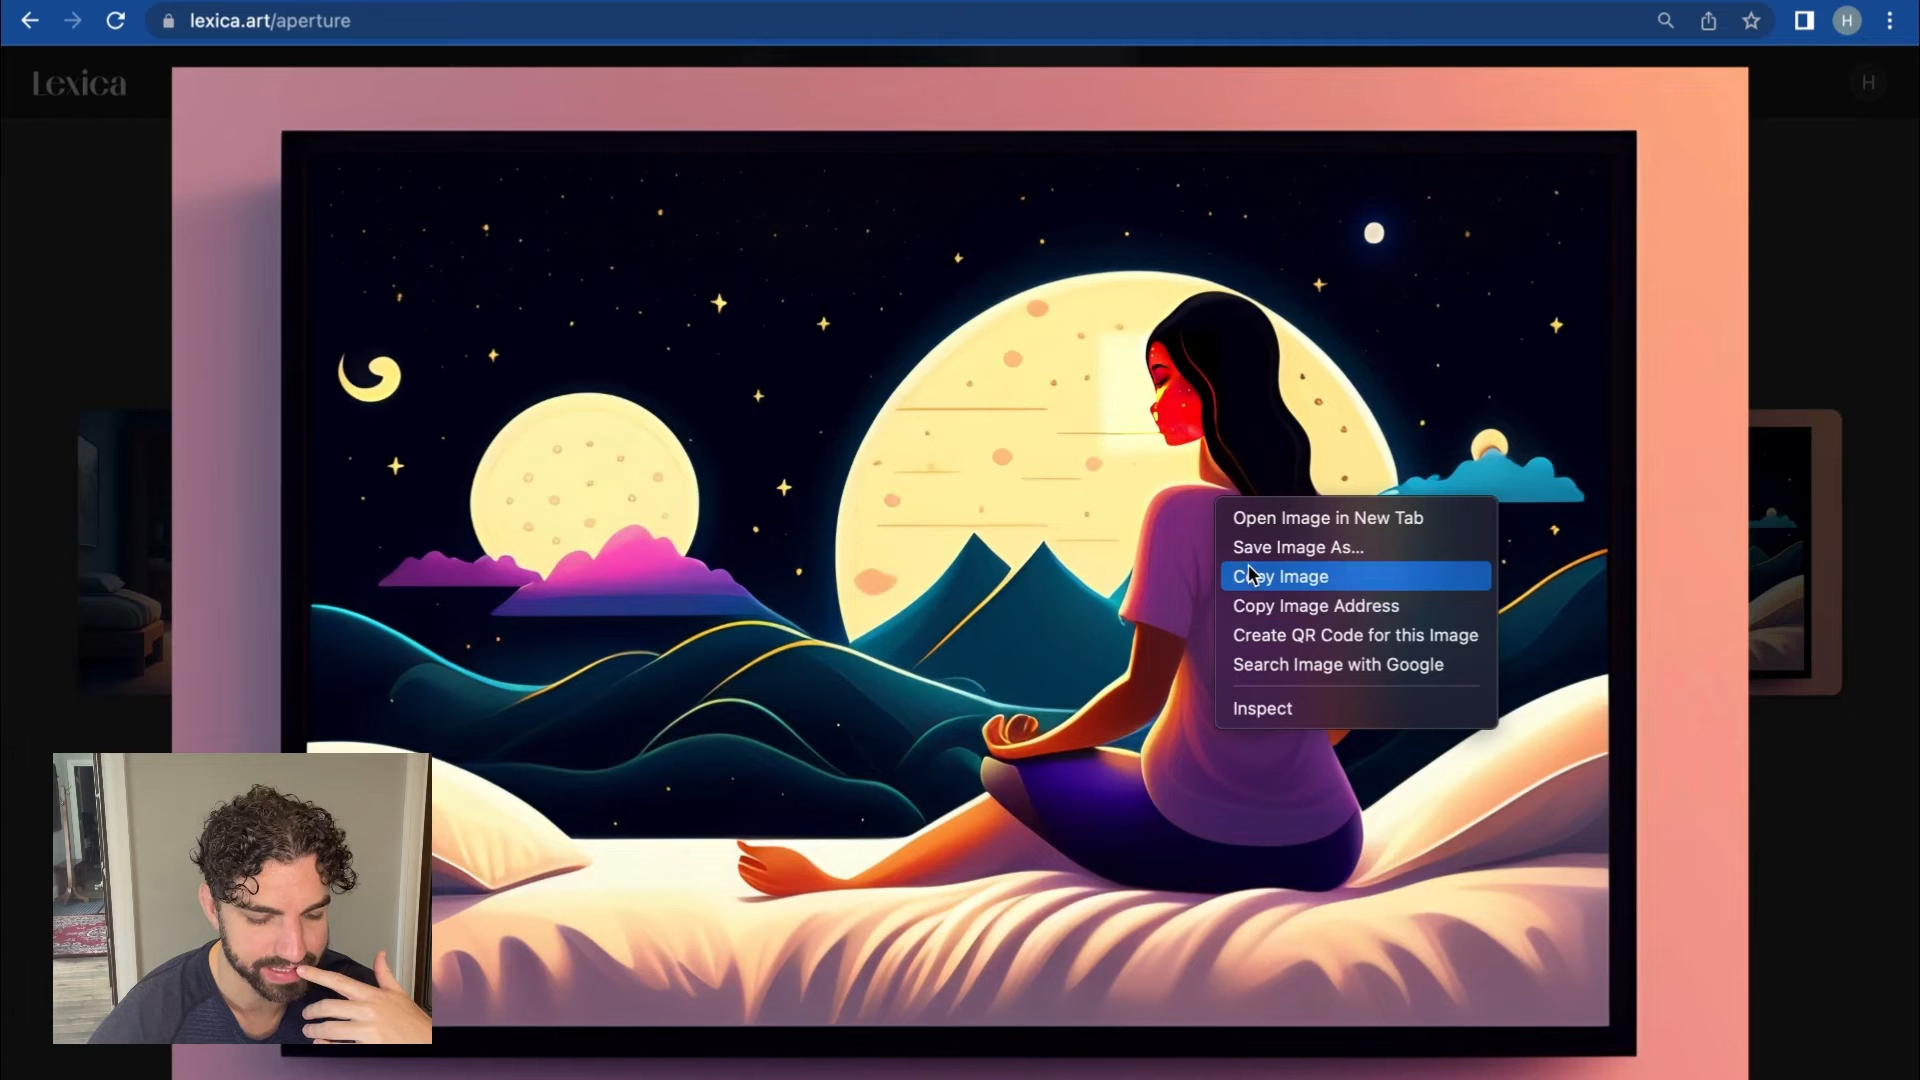 lexica.art/aperture
H
Lexica
H
Open Image in New Tab
Save Image As...
Copy Image
Copy Image Address
Create QR Code for this Image
Search Image with Google
Inspect